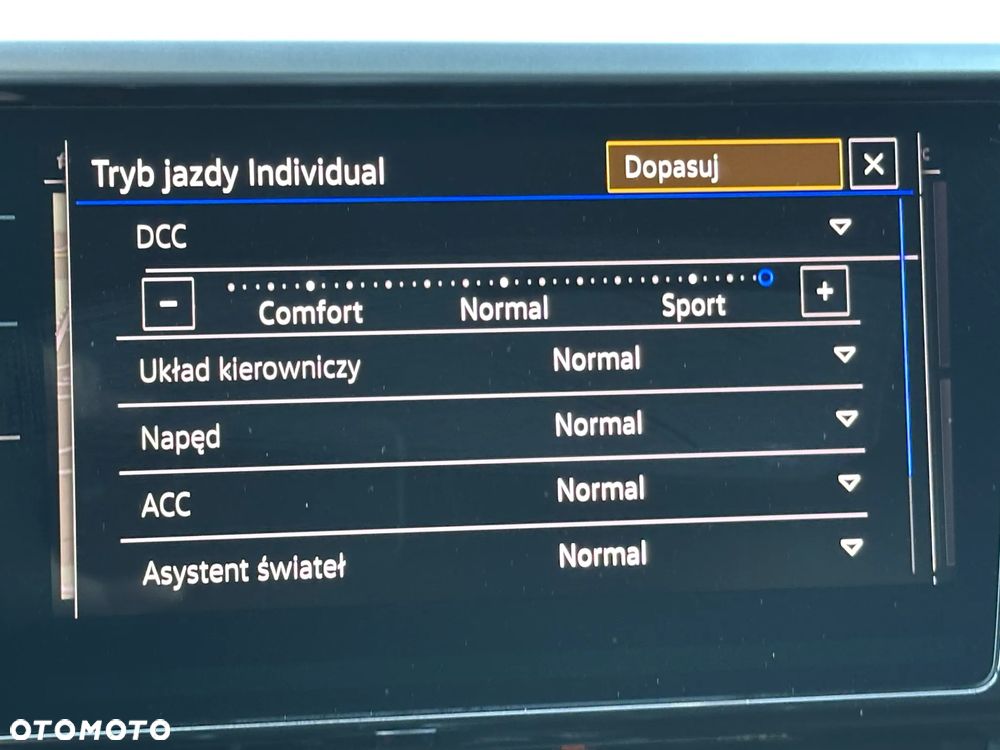 Tryb jazdy Individual
Dopasuj
DCC
Comfort Normal Sport
Układ kierowniczy Normal
Napęd Normal
ACC Normal
Asystent świateł Normal
OTOMOTO